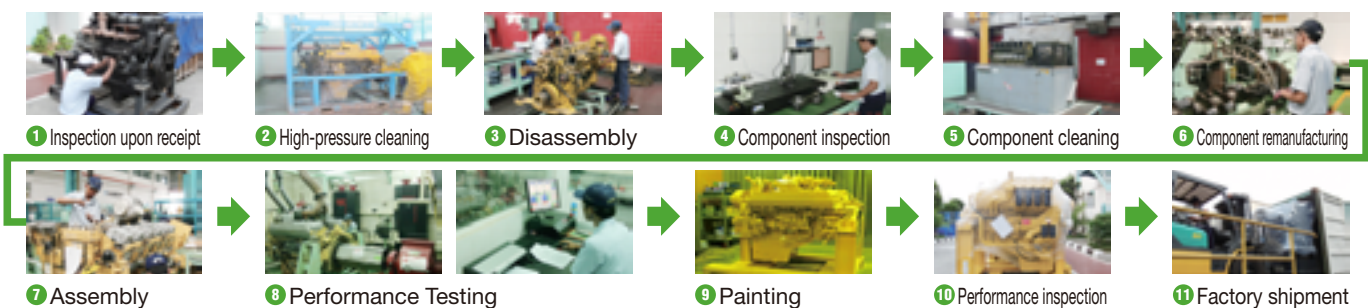 1 Inspection upon receipt
2 High-pressure cleaning
3 Disassembly
4 Component inspection
5 Component cleaning
6 Component remanufacturing
7 Assembly
8 Performance Testing
9 Painting
10 Performance inspection
11 Factory shipment